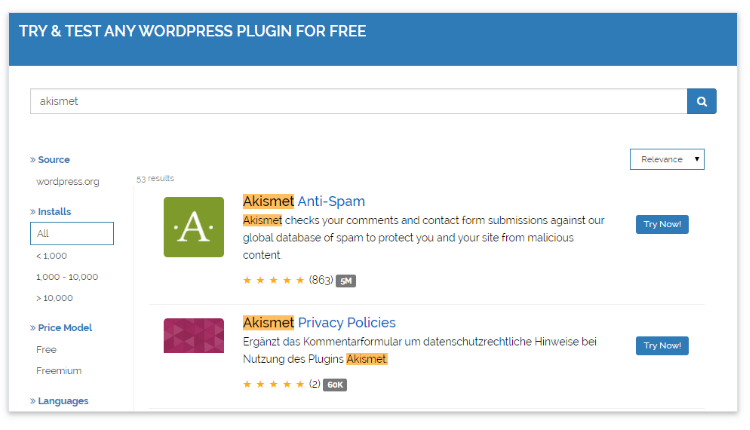 TRY & TEST ANY WORDPRESS PLUGIN FOR FREE
akismet
Relevance
» Source
wordpress.org
» Installs
All
< 1,000
1,000 - 10,000
> 10,000
» Price Model
Free
Freemium
» Languages
53 results
A
Akismet Anti-Spam
Akismet checks your comments and contact form submissions against our
global database of spam to protect you and your site from malicious
content.
(863) 5M
Try Now!
Akismet Privacy Policies
Ergänzt das Kommentarformular um datenschutzrechtliche Hinweise bei
Nutzung des Plugins Akismet.
(2) 60K
Try Now!